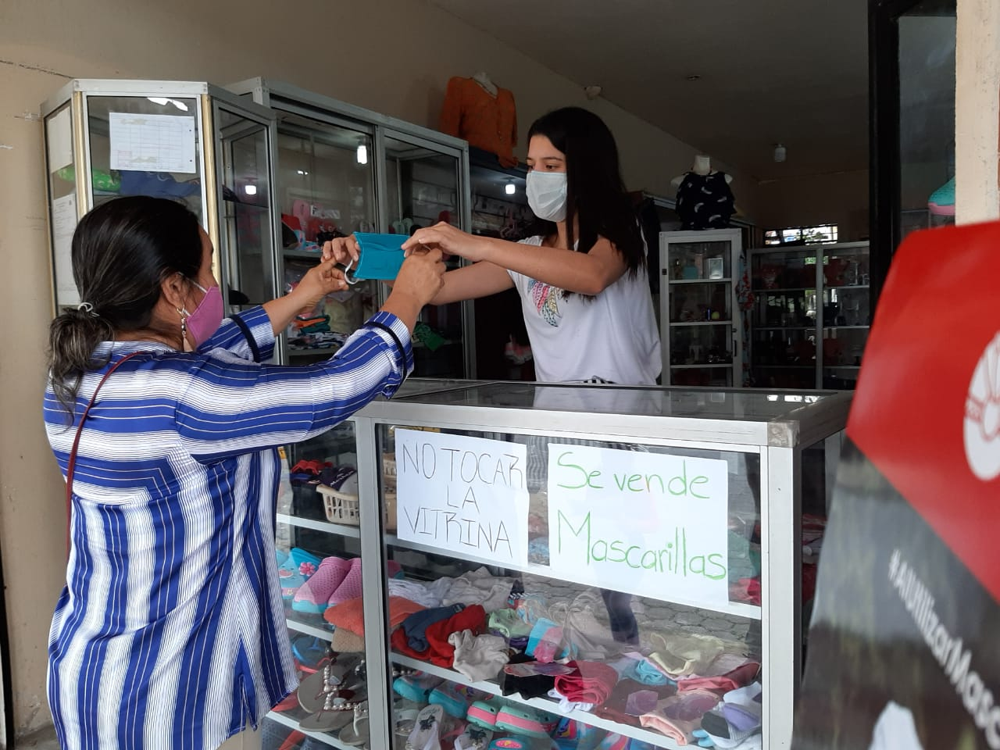 NO TOCAR
LA
VITRINA
Se vende
Mascarillas